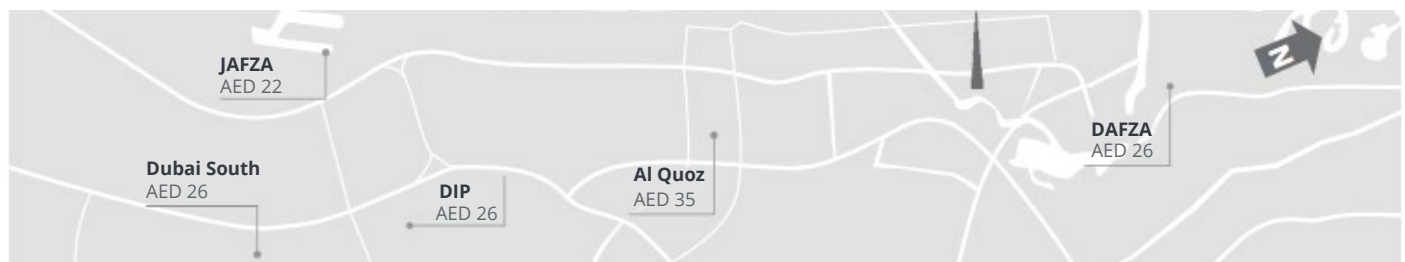 JAFZA
AED 22
Dubai South
AED 26
DIP
AED 26
Al Quoz
AED 35
DAFZA
AED 26
N